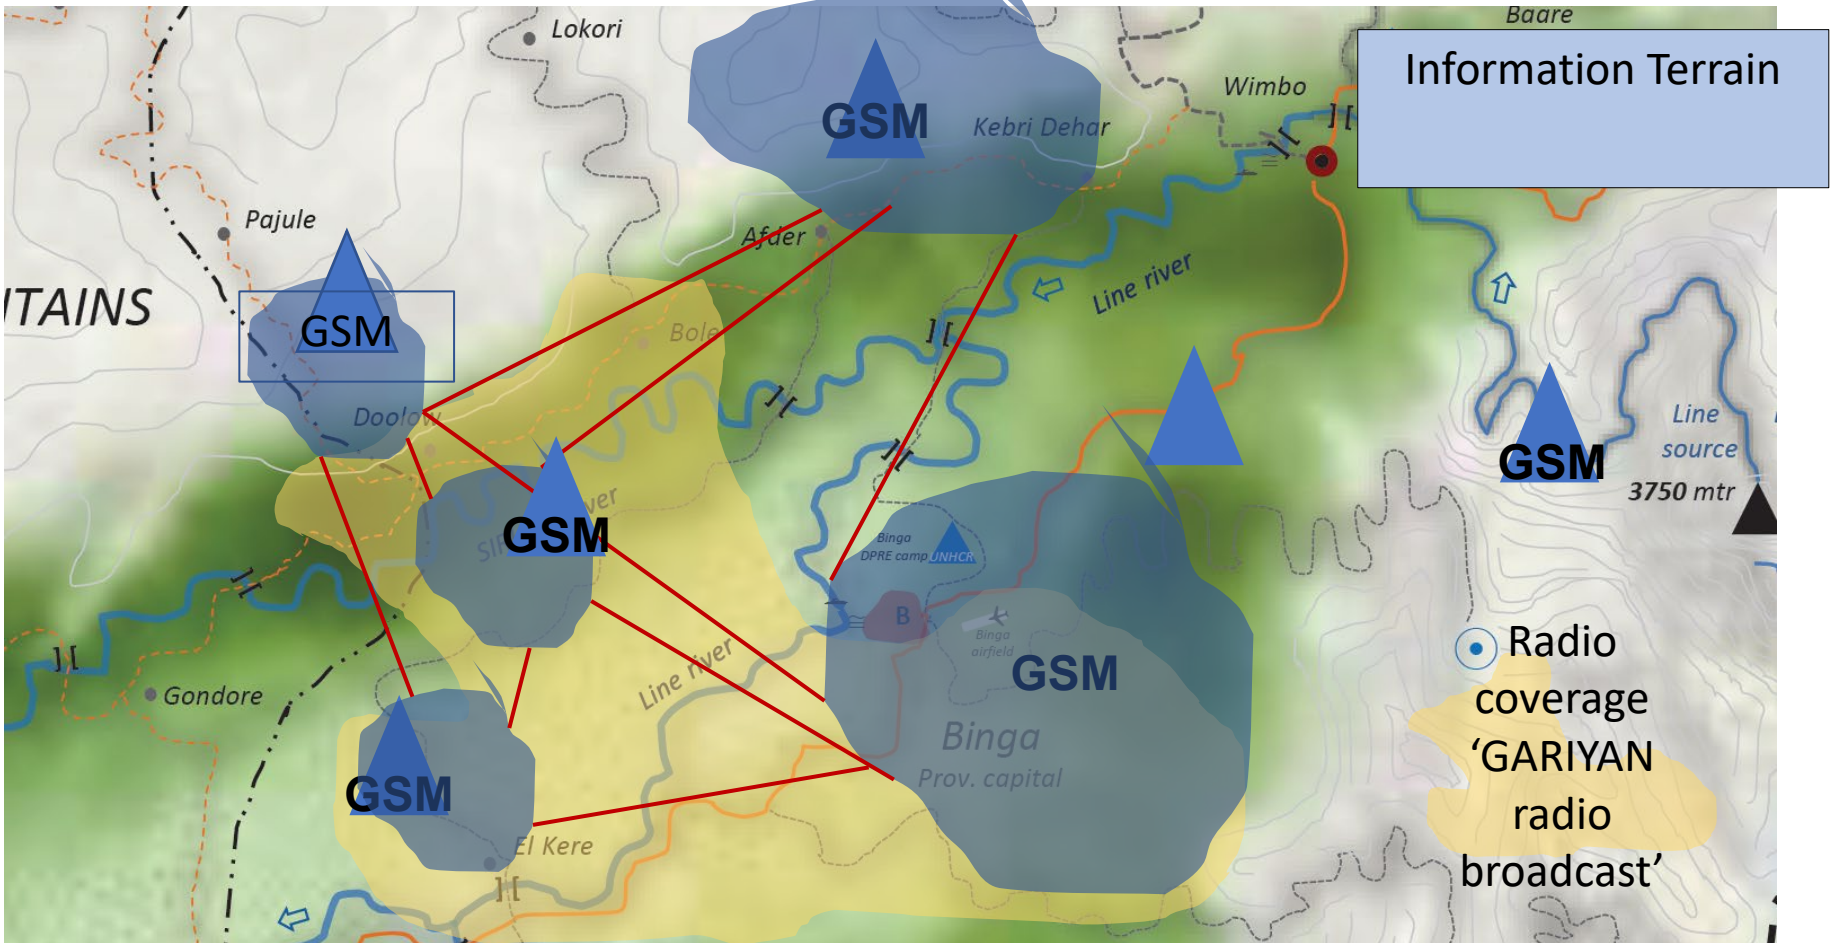 Lokori
Baare
Information Terrain
Wimbo
GSM
Kebri Dehar
Pajule
Afder
Line river
NTAINS
GSM
Bole
Doolow
Line
source
GSM
3750 mtr
river
GSM
Binga
DPRE camp
UNHCR
B
Binga
airfield
GSM
Radio
coverage
‘GARIYAN
radio
broadcast’
Line river
Gondore
Binga
Prov. capital
GSM
El Kere